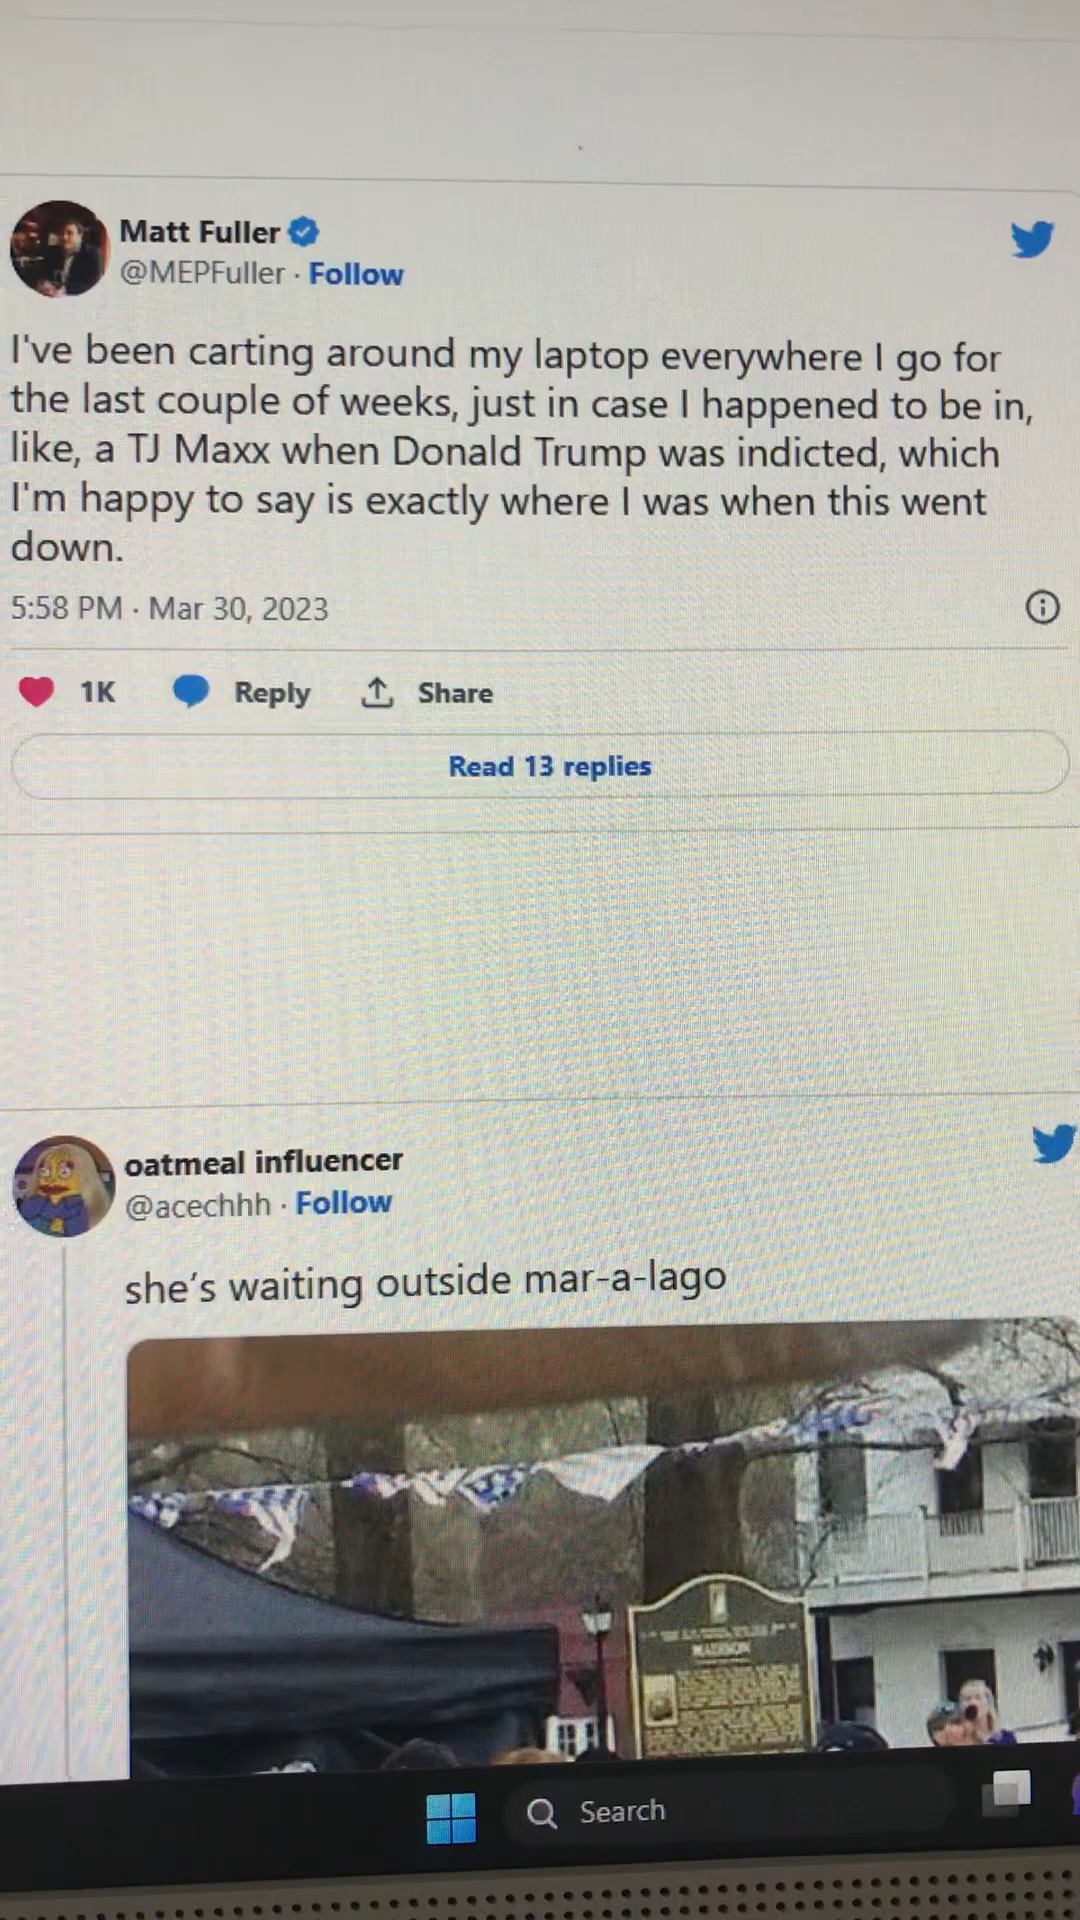 Matt Fuller
@MEPFuller · Follow
I've been carting around my laptop everywhere I go for
the last couple of weeks, just in case I happened to be in,
like, a TJ Maxx when Donald Trump was indicted, which
I'm happy to say is exactly where I was when this went
down.
5:58 PM · Mar 30, 2023
1K Reply Share
Read 13 replies
oatmeal influencer
@acechhh · Follow
she's waiting outside mar-a-lago
MADISON
Search